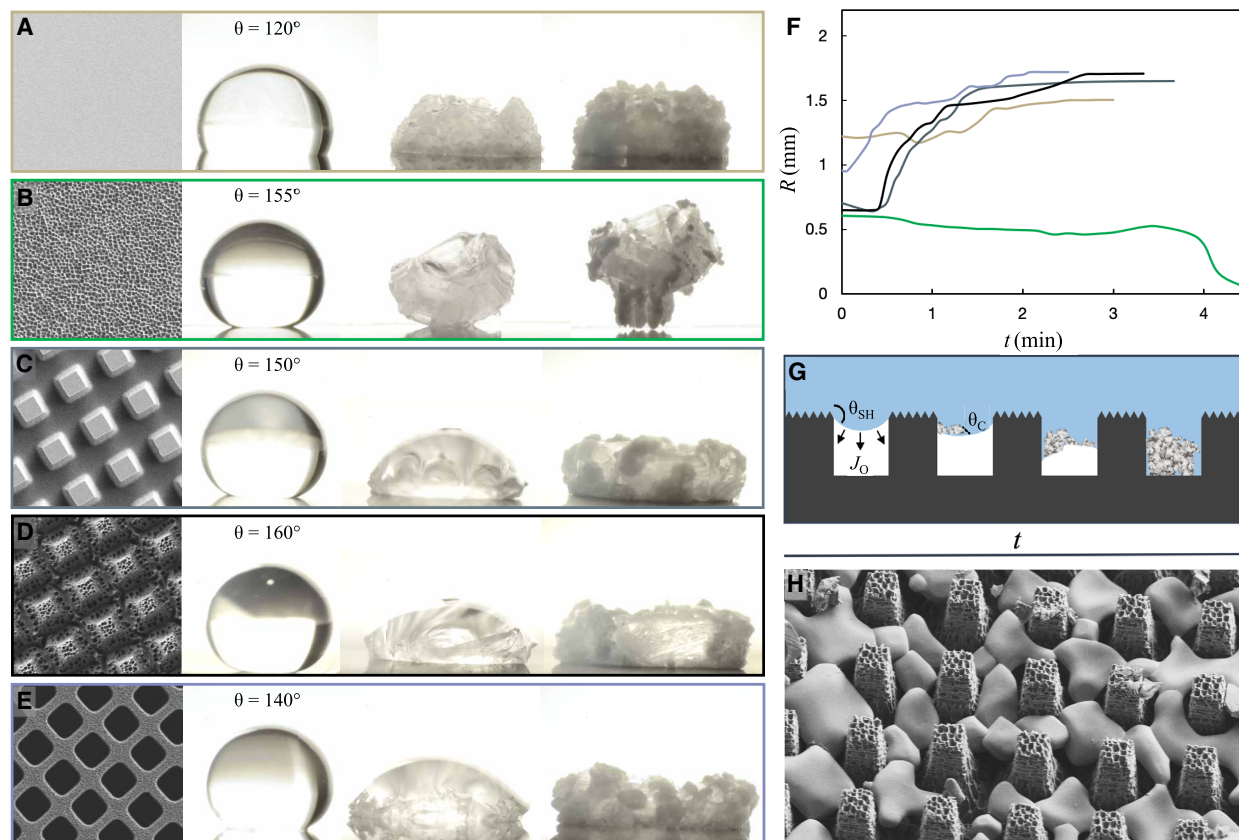 A
θ = 120°
B
θ = 155°
C
θ = 150°
D
θ = 160°
E
θ = 140°
F
2
1.5
1
0.5
0
R (mm)
0 1 2 3 4
t (min)
G
θSH
θC
JO
t
H